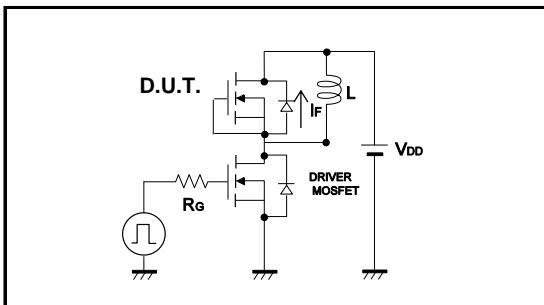 D.U.T.
IF
L
VDD
RG
DRIVER
MOSFET